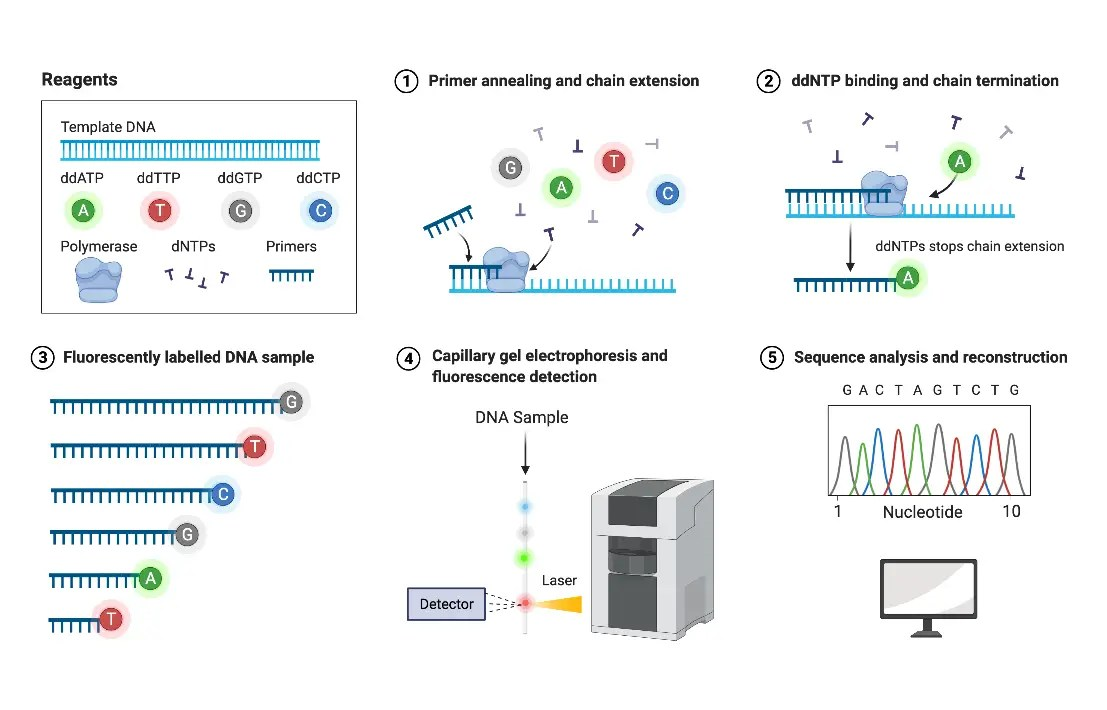 Reagents
Template DNA
ddATP ddTTP ddGTP ddCTP
A T G C
Polymerase dNTPs Primers
1 Primer annealing and chain extension
G A T C
2 ddNTP binding and chain termination
A
ddNTPs stops chain extension
A
3 Fluorescently labelled DNA sample
G
T
C
G
A
T
4 Capillary gel electrophoresis and
fluorescence detection
DNA Sample
Laser
Detector
5 Sequence analysis and reconstruction
G A C T A G T C T G
1 Nucleotide 10